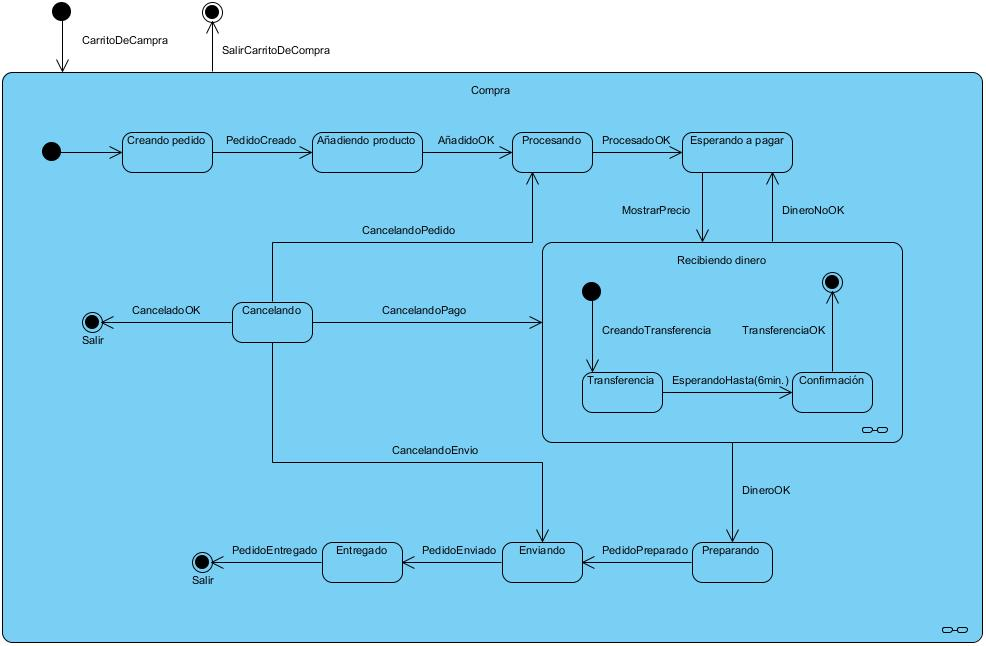 CarritoDeCampra
SalirCarritoDeCompra
Compra
Creando pedido
PedidoCreado
Añadiendo producto
AñadidoOK
Procesando
ProcesadoOK
Esperando a pagar
MostrarPrecio
DineroNoOK
CancelandoPedido
Recibiendo dinero
CanceladoOK
Cancelando
CancelandoPago
Salir
CreandoTransferencia
TransferenciaOK
Transferencia
EsperandoHasta(6min.)
Confirmación
CancelandoEnvio
DineroOK
PedidoEntregado
Entregado
PedidoEnviado
Enviando
PedidoPreparado
Preparando
Salir